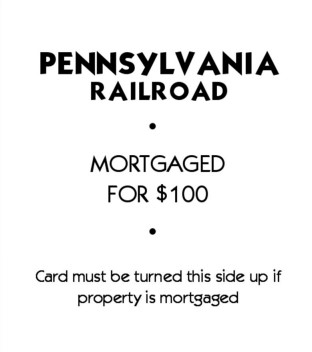 PENNSYLVANIA
RAILROAD
•
MORTGAGED
FOR $100
•
Card must be turned this side up if
property is mortgaged